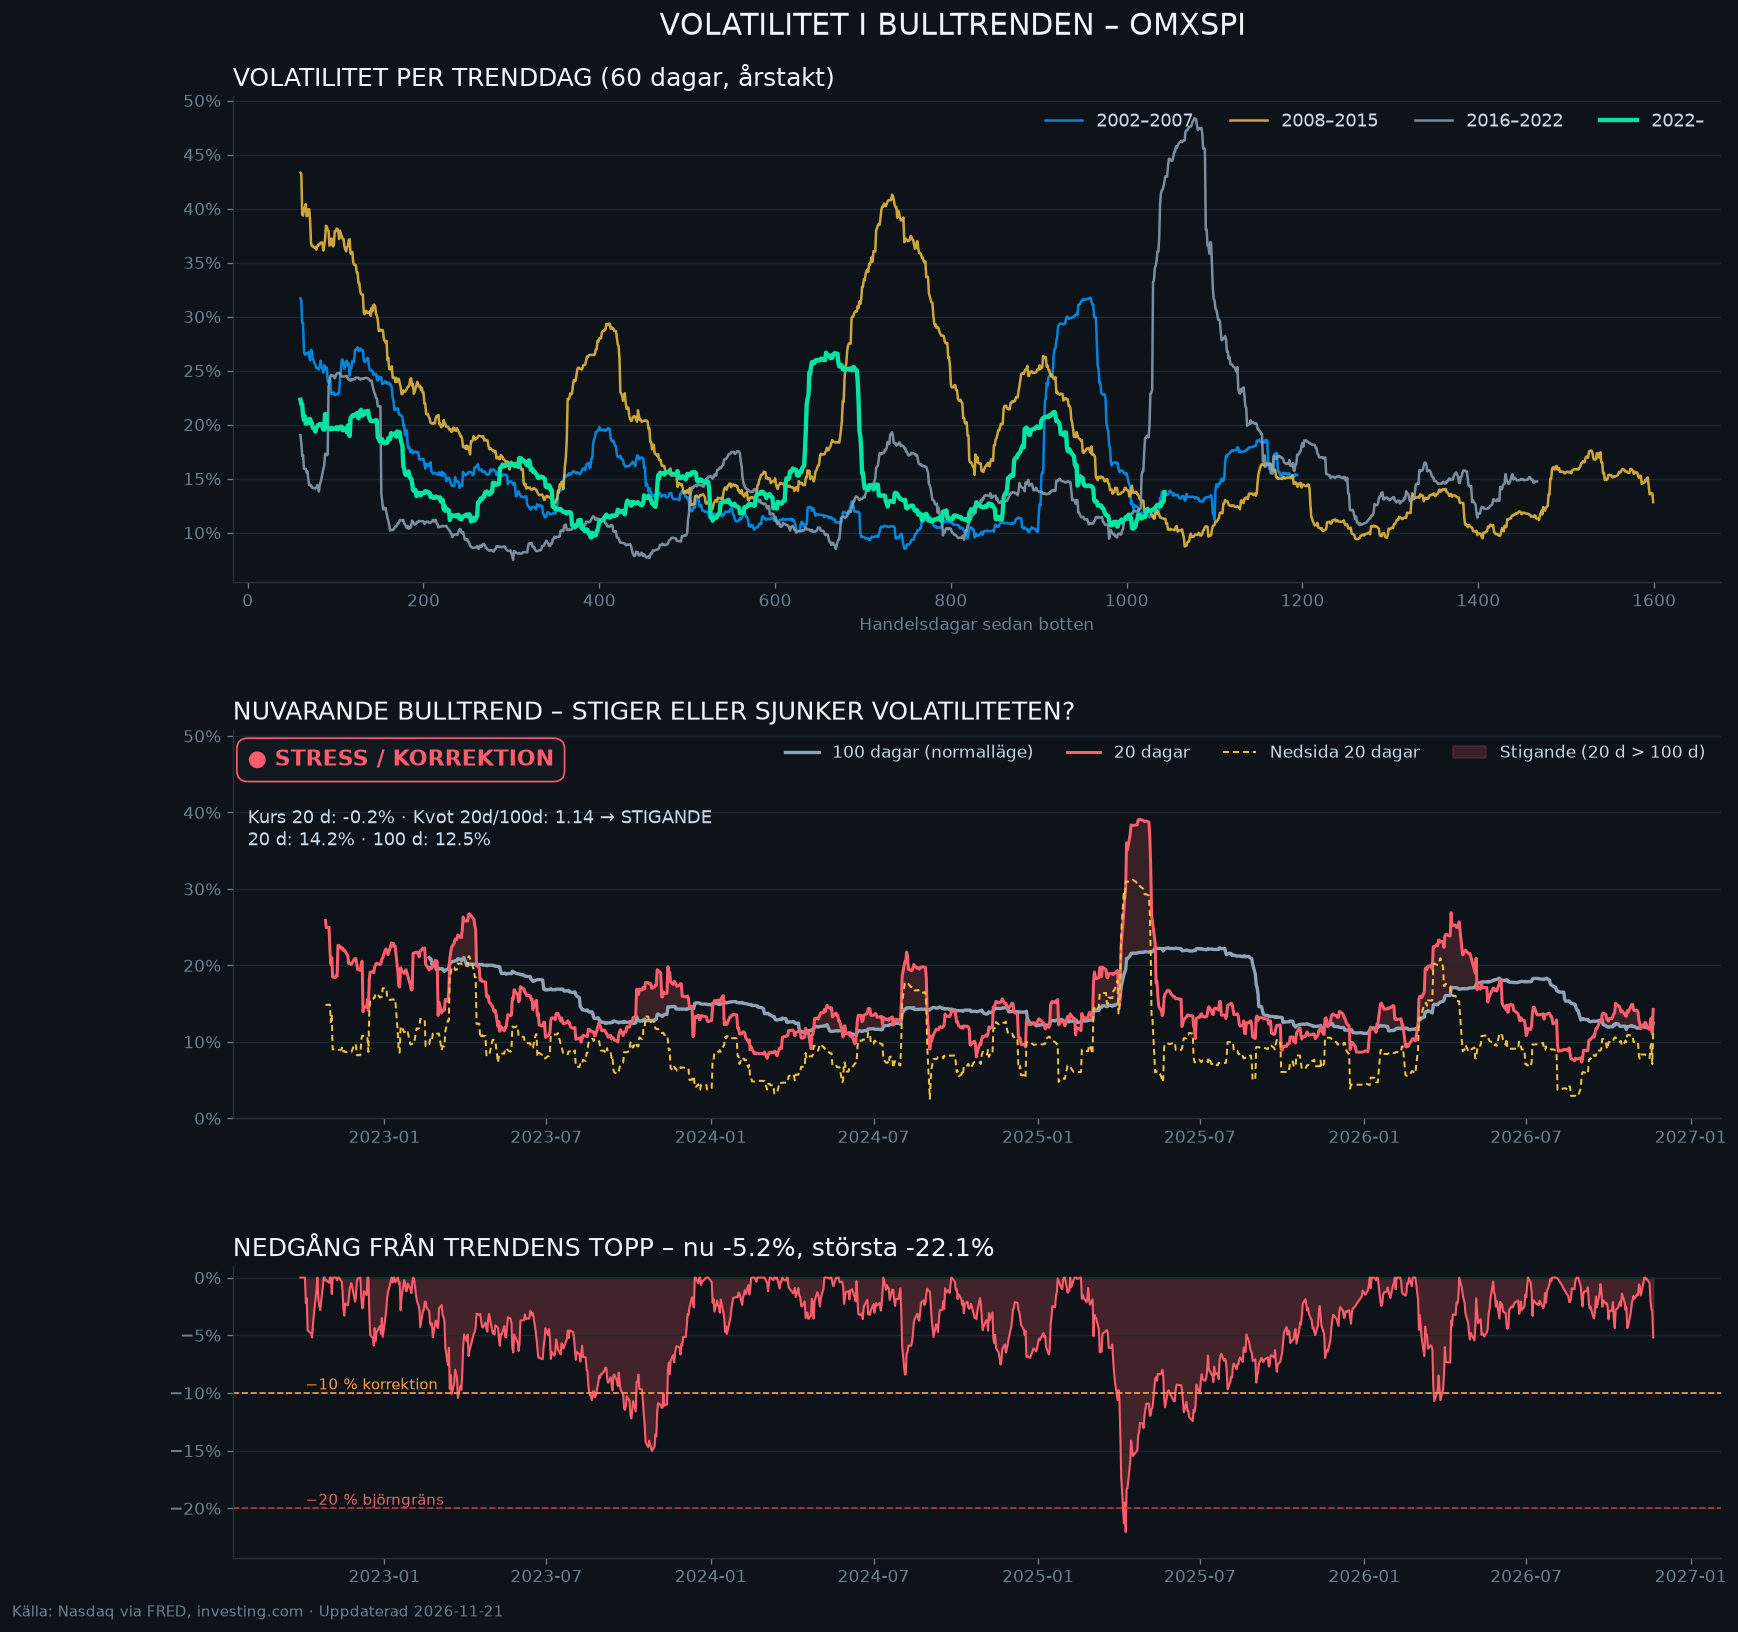 VOLATILITET I BULLTRENDEN – OMXSPI
VOLATILITET PER TRENDDAG (60 dagar, årstakt)
2002–2007 2008–2015 2016–2022 2022–
50%
45%
40%
35%
30%
25%
20%
15%
10%
0 200 400 600 800 1000 1200 1400 1600
Handelsdagar sedan botten
NUVARANDE BULLTREND – STIGER ELLER SJUNKER VOLATILITETEN?
● STRESS / KORREKTION
100 dagar (normalläge) 20 dagar Nedsida 20 dagar Stigande (20 d > 100 d)
Kurs 20 d: -0.2% · Kvot 20d/100d: 1.14 → STIGANDE
20 d: 14.2% · 100 d: 12.5%
50%
40%
30%
20%
10%
0%
2023-01 2023-07 2024-01 2024-07 2025-01 2025-07 2026-01 2026-07 2027-01
NEDGÅNG FRÅN TRENDENS TOPP – nu -5.2%, största -22.1%
0%
−5%
−10%
−15%
−20%
−10 % korrektion
−20 % björngräns
2023-01 2023-07 2024-01 2024-07 2025-01 2025-07 2026-01 2026-07 2027-01
Källa: Nasdaq via FRED, investing.com · Uppdaterad 2026-11-21